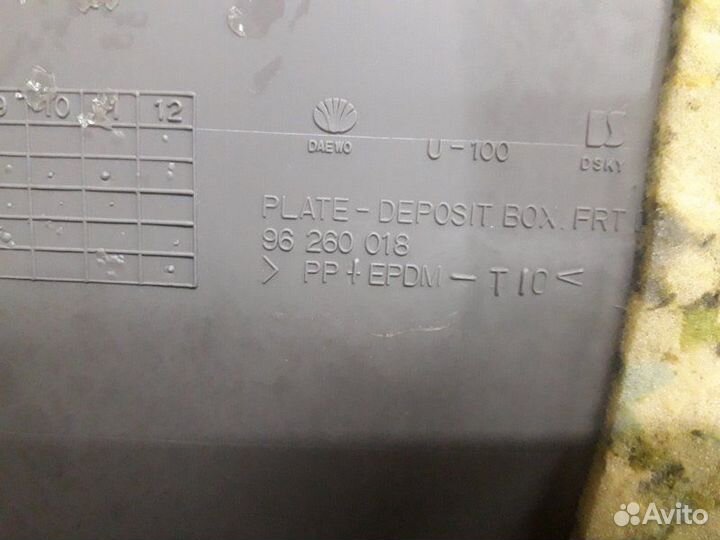 9 10 11 12
DAEWO U-100 DSKY
PLATE - DEPOSIT BOX. FRT
96 260 018
> PP + EPDM - T10 <
Avito